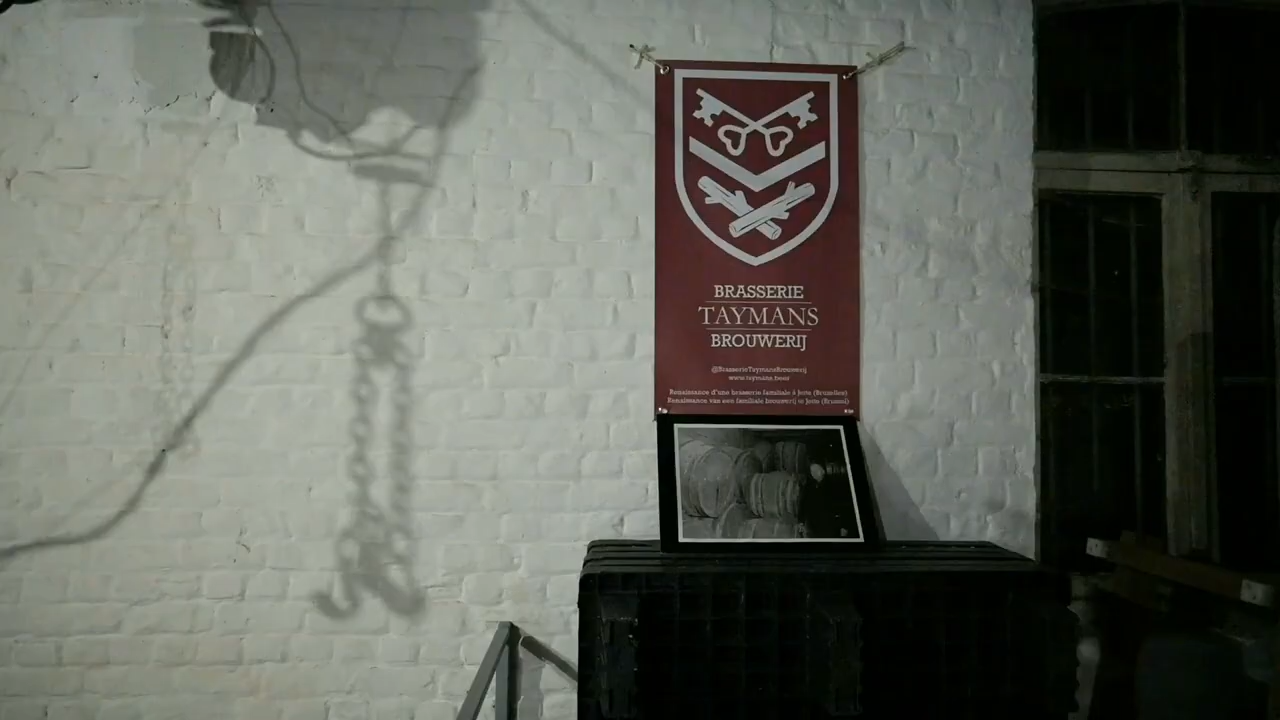 BRASSERIE
TAYMANS
BROUWERIJ
@BrasserieTaymansBrouwerij
www.taymans.beer
Renaissance d'une brasserie familiale à Jette (Bruxelles)
Renaissance van een familiale brouwerij in Jette (Brussel)